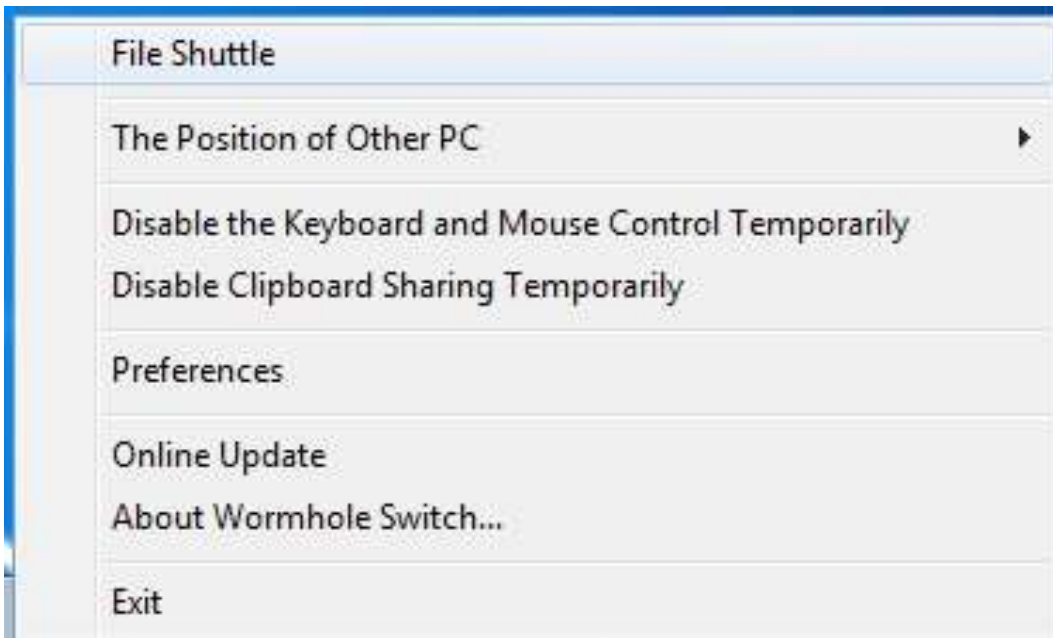 File Shuttle
The Position of Other PC
Disable the Keyboard and Mouse Control Temporarily
Disable Clipboard Sharing Temporarily
Preferences
Online Update
About Wormhole Switch...
Exit